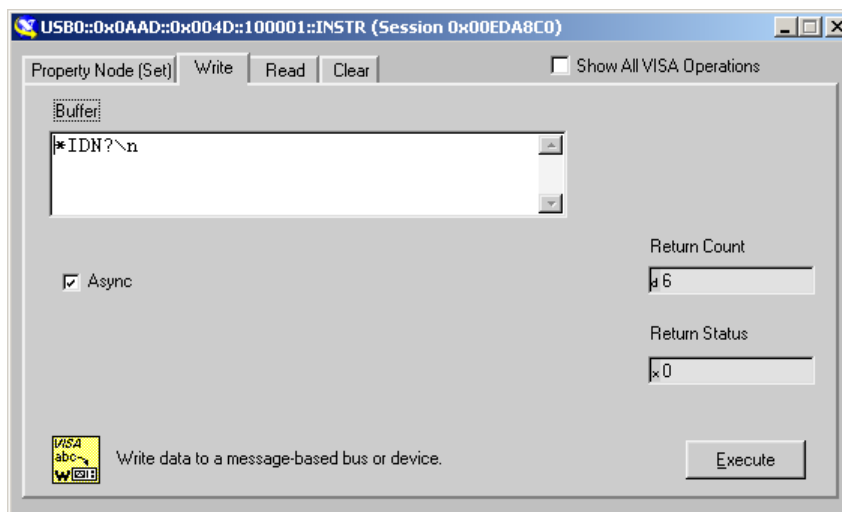 USB0::0x0AAD::0x004D::100001::INSTR (Session 0x00EDA8C0)
Property Node (Set) Write Read Clear Show All VISA Operations
Buffer
*IDN?\n
Return Count
d 6
Async
Return Status
x 0
VISA
abc
W
Write data to a message-based bus or device.
Execute